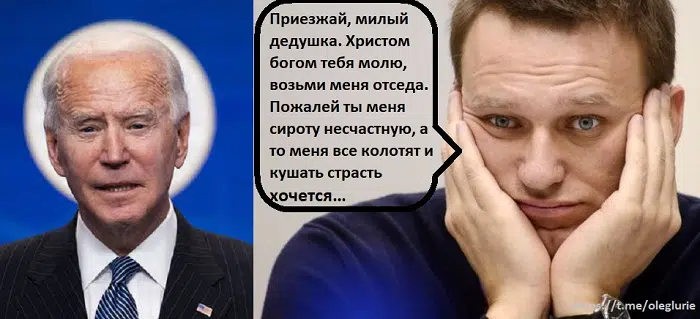 Приезжай, милый
дедушка. Христом
богом тебя молю,
возьми меня отседа.
Пожалей ты меня
сироту несчастную, а
то меня все колотят и
кушать страсть
хочется...
https://t.me/oleglurie